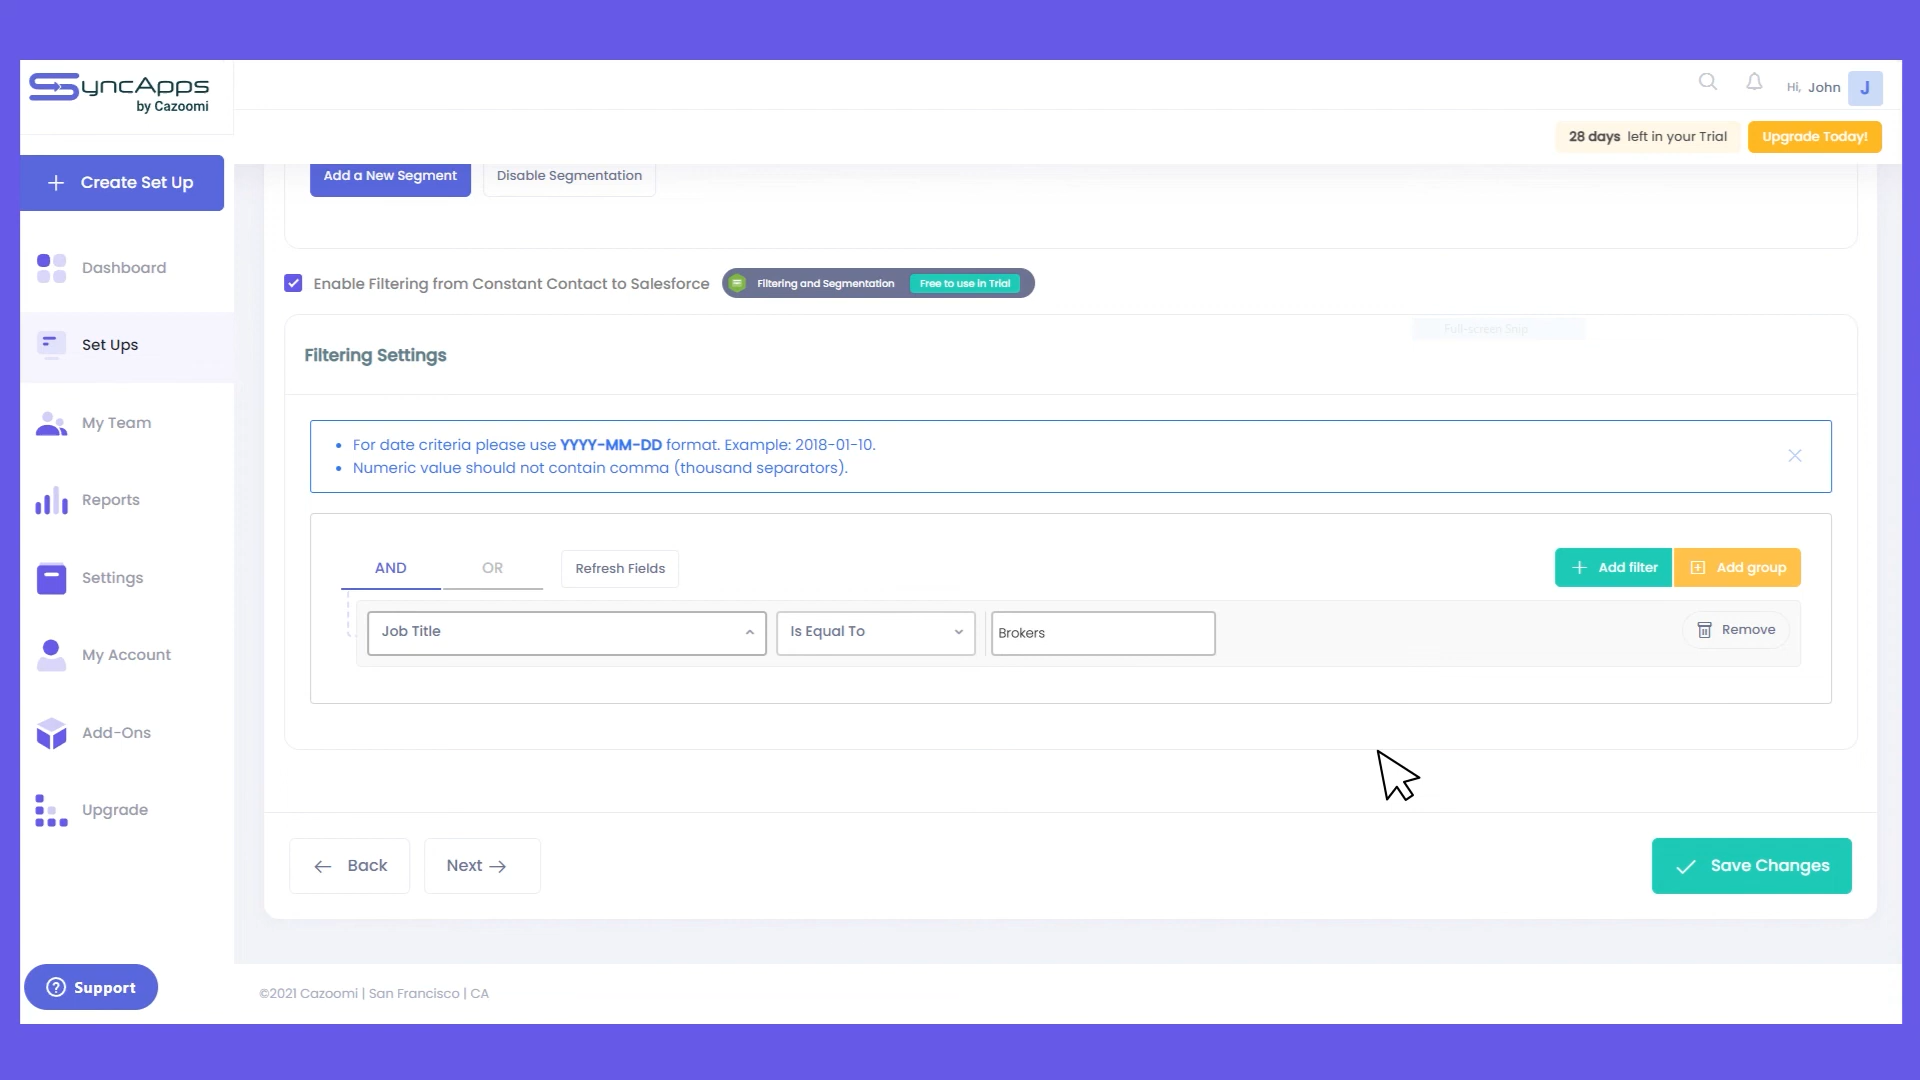 SyncApps
by Cazoomi
Hi, John
J
28 days left in your Trial
Upgrade Today!
Create Set Up
Dashboard
Set Ups
My Team
Reports
Settings
My Account
Add-Ons
Upgrade
Support
Add a New Segment
Disable Segmentation
Enable Filtering from Constant Contact to Salesforce
Filtering and Segmentation
Free to use in Trial
Full-screen Snip
Filtering Settings
• For date criteria please use YYYY-MM-DD format. Example: 2018-01-10.
• Numeric value should not contain comma (thousand separators).
AND
OR
Refresh Fields
Add filter
Add group
Job Title
Is Equal To
Brokers
Remove
Back
Next
Save Changes
©2021 Cazoomi | San Francisco | CA